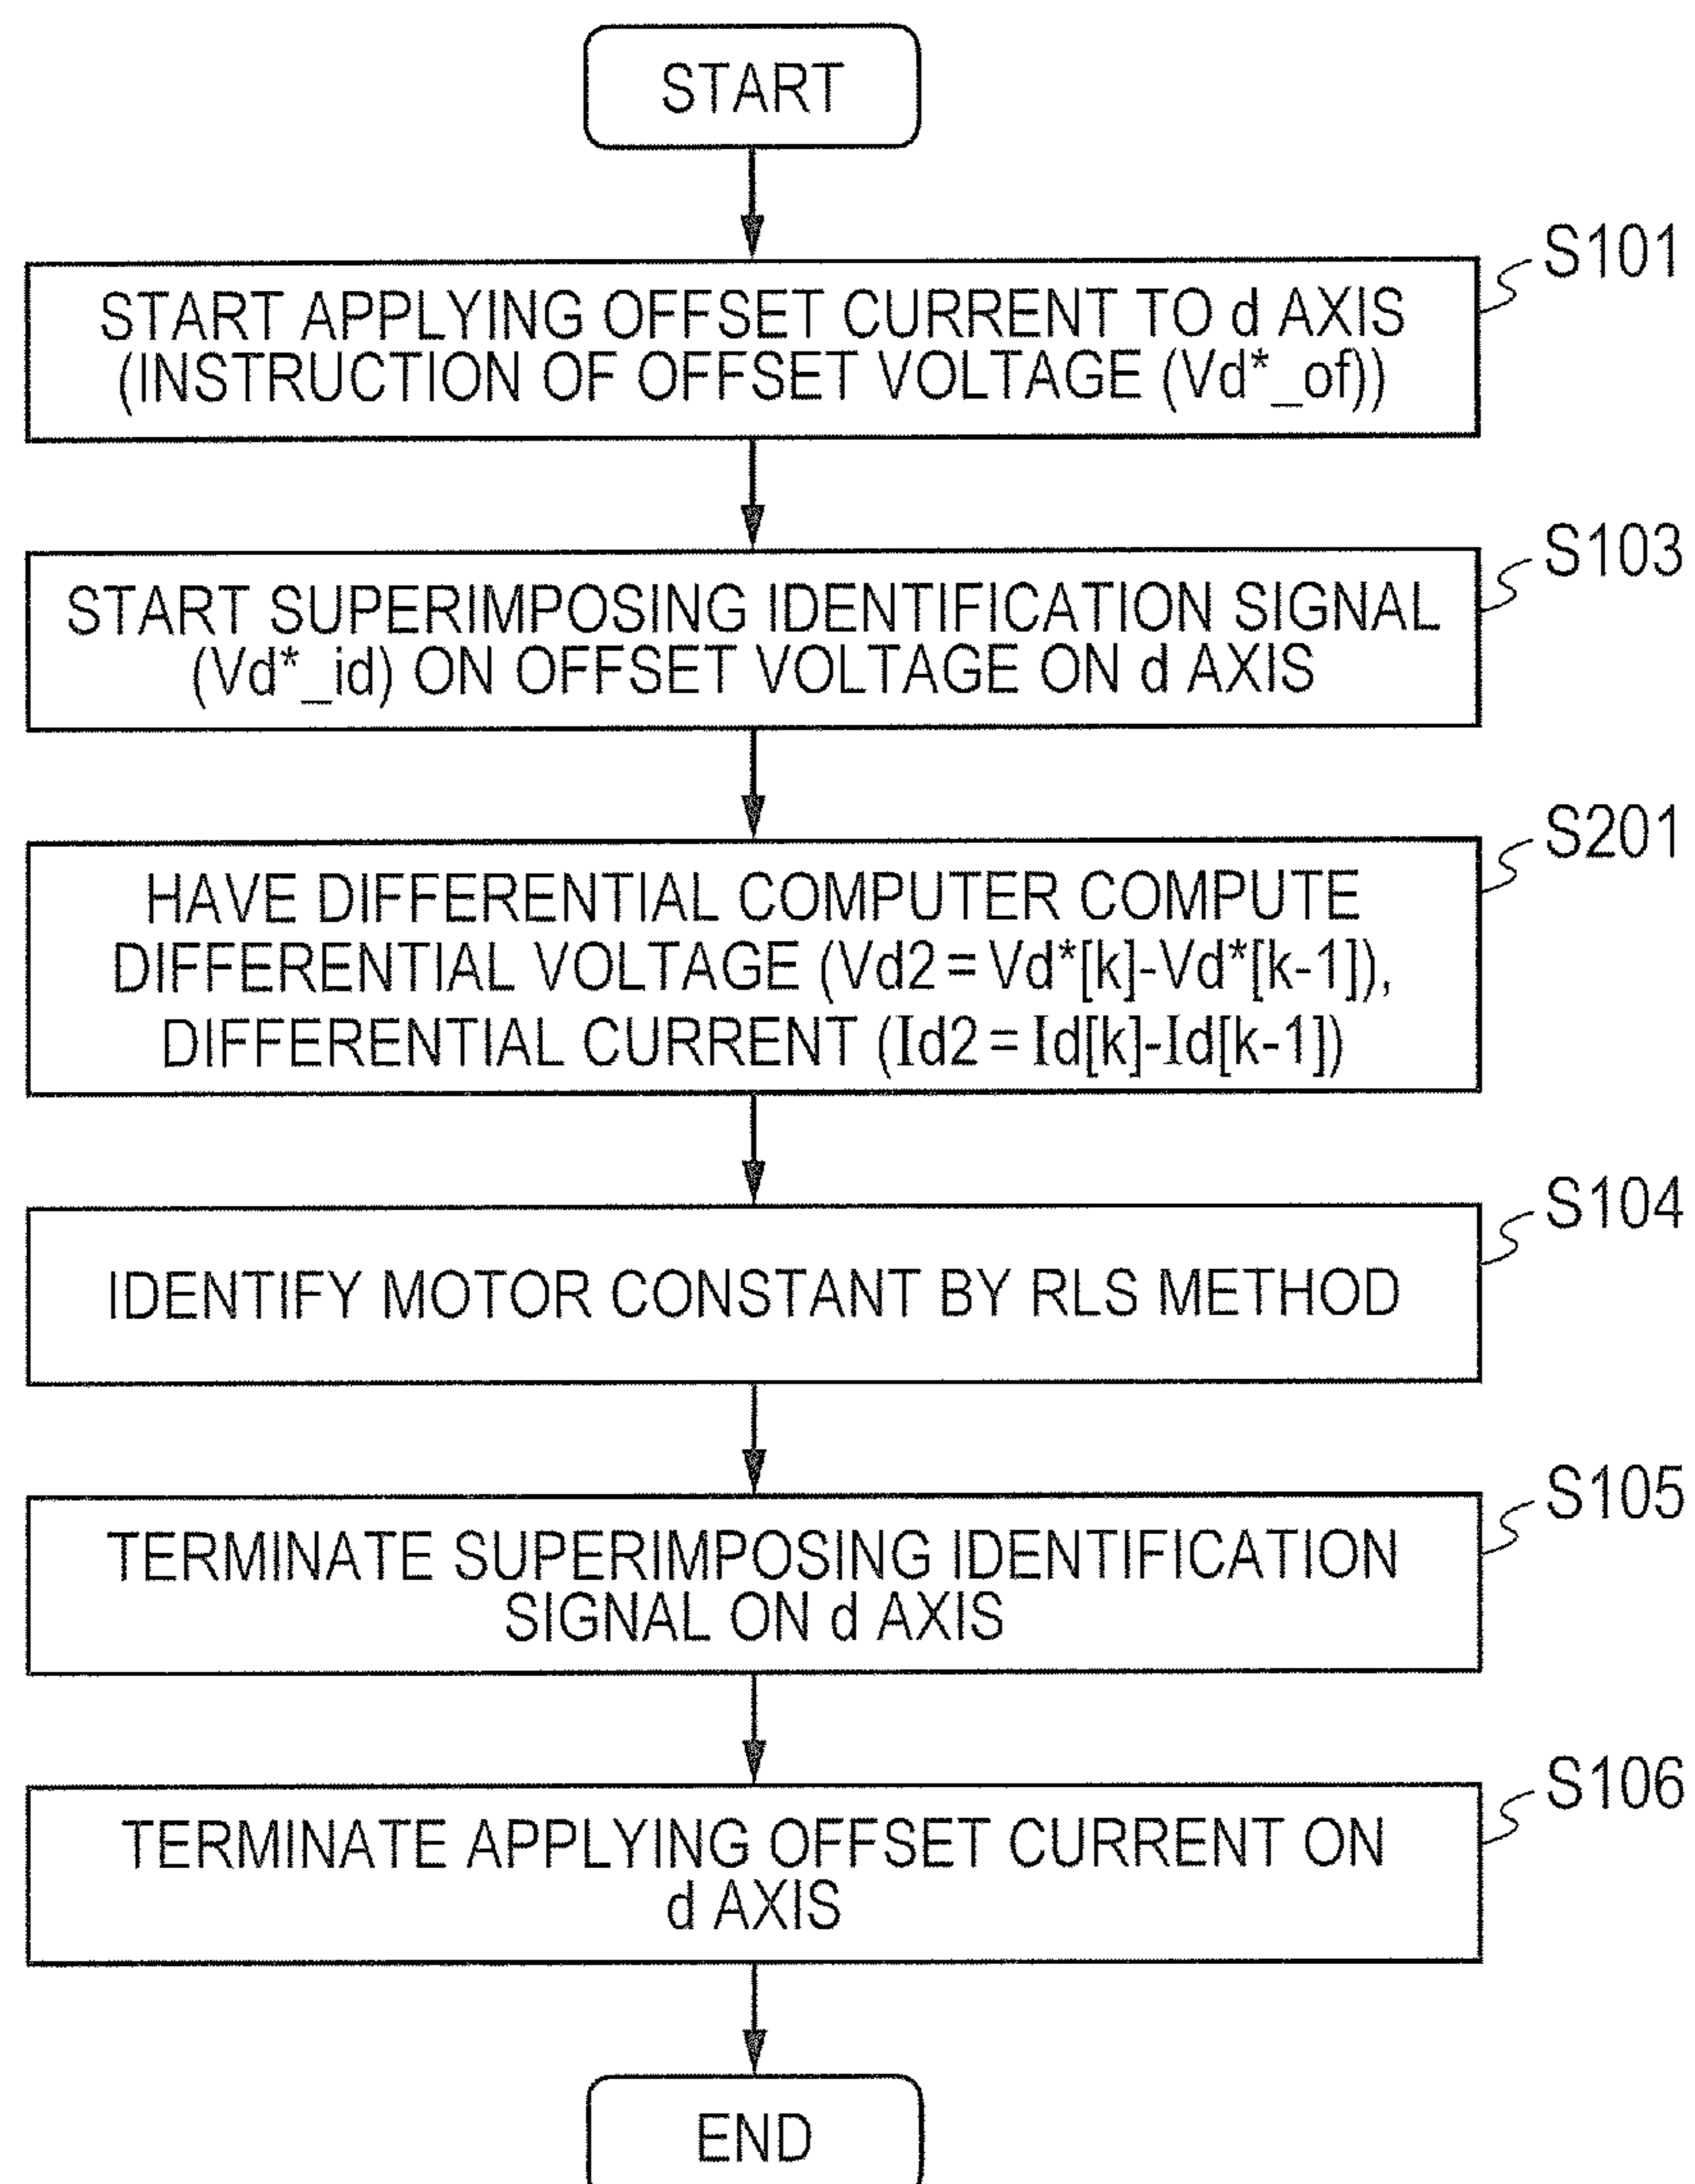 START
S101
START APPLYING OFFSET CURRENT TO d AXIS
(INSTRUCTION OF OFFSET VOLTAGE (Vd*_of))
S103
START SUPERIMPOSING IDENTIFICATION SIGNAL
(Vd*_id) ON OFFSET VOLTAGE ON d AXIS
S201
HAVE DIFFERENTIAL COMPUTER COMPUTE
DIFFERENTIAL VOLTAGE (Vd2 = Vd*[k]-Vd*[k-1]),
DIFFERENTIAL CURRENT (Id2 = Id[k]-Id[k-1])
S104
IDENTIFY MOTOR CONSTANT BY RLS METHOD
S105
TERMINATE SUPERIMPOSING IDENTIFICATION
SIGNAL ON d AXIS
S106
TERMINATE APPLYING OFFSET CURRENT ON
d AXIS
END